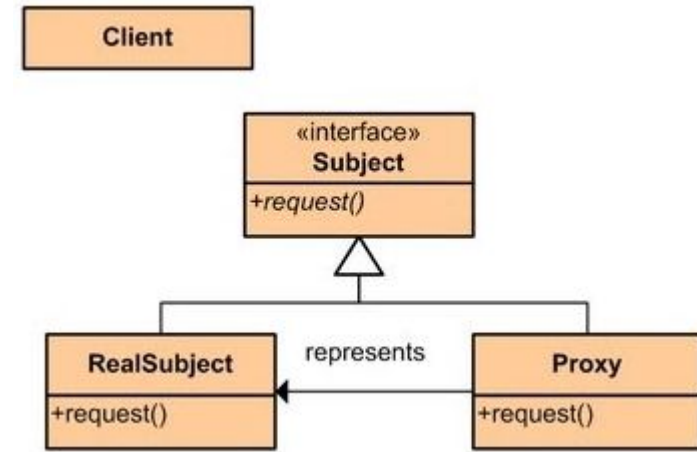 Client
«interface»
Subject
+request()
RealSubject
+request()
represents
Proxy
+request()